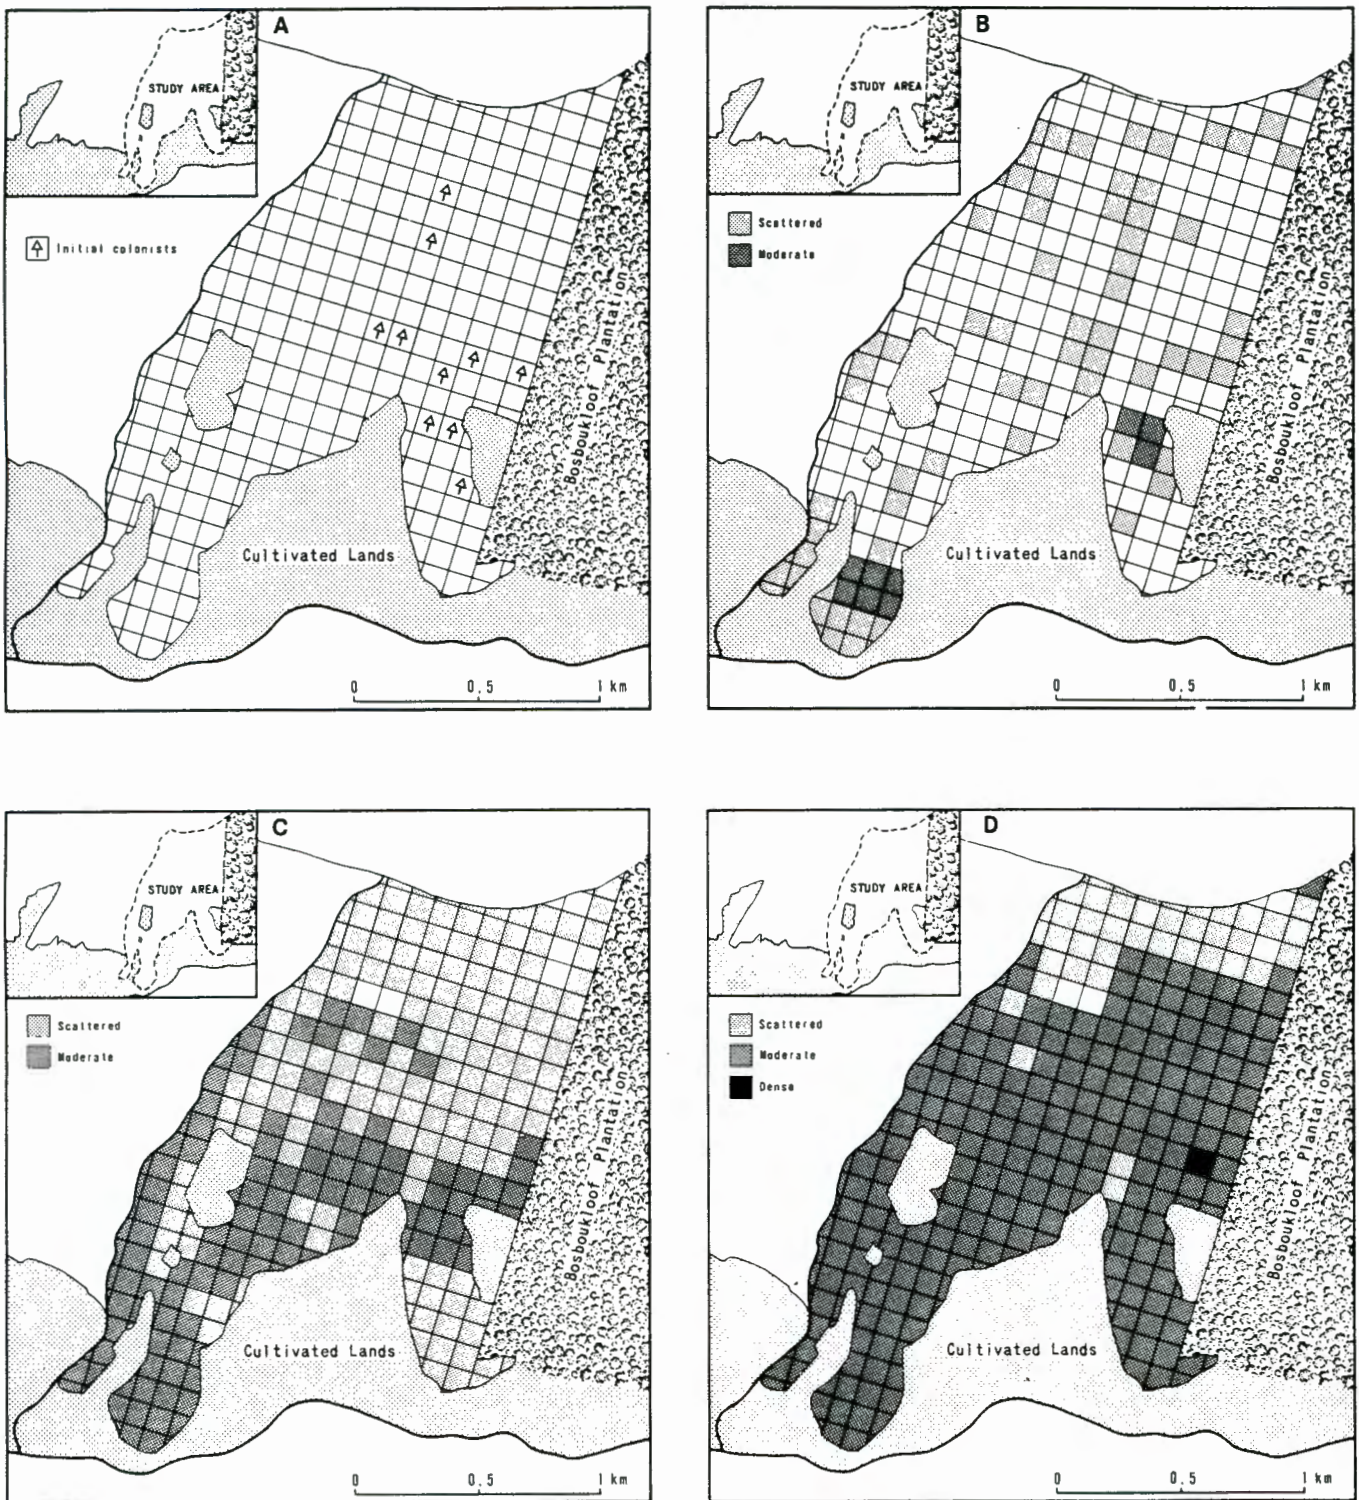 A
STUDY AREA
Initial colonists
Bosboukloof Plantation
Cultivated Lands
0 0.5 1 km
B
STUDY AREA
Scattered
Moderate
Bosboukloof Plantation
Cultivated Lands
0 0.5 1 km
C
STUDY AREA
Scattered
Moderate
Bosboukloof Plantation
Cultivated Lands
0 0.5 1 km
D
STUDY AREA
Scattered
Moderate
Dense
Bosboukloof Plantation
Cultivated Lands
0 0.5 1 km